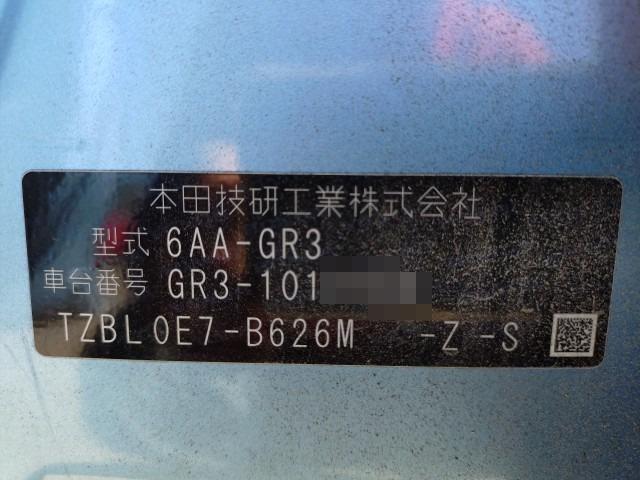 本田技研工業株式会社
型式 6AA-GR3
車台番号 GR3-101
TZBL0E7-B626M -Z -S